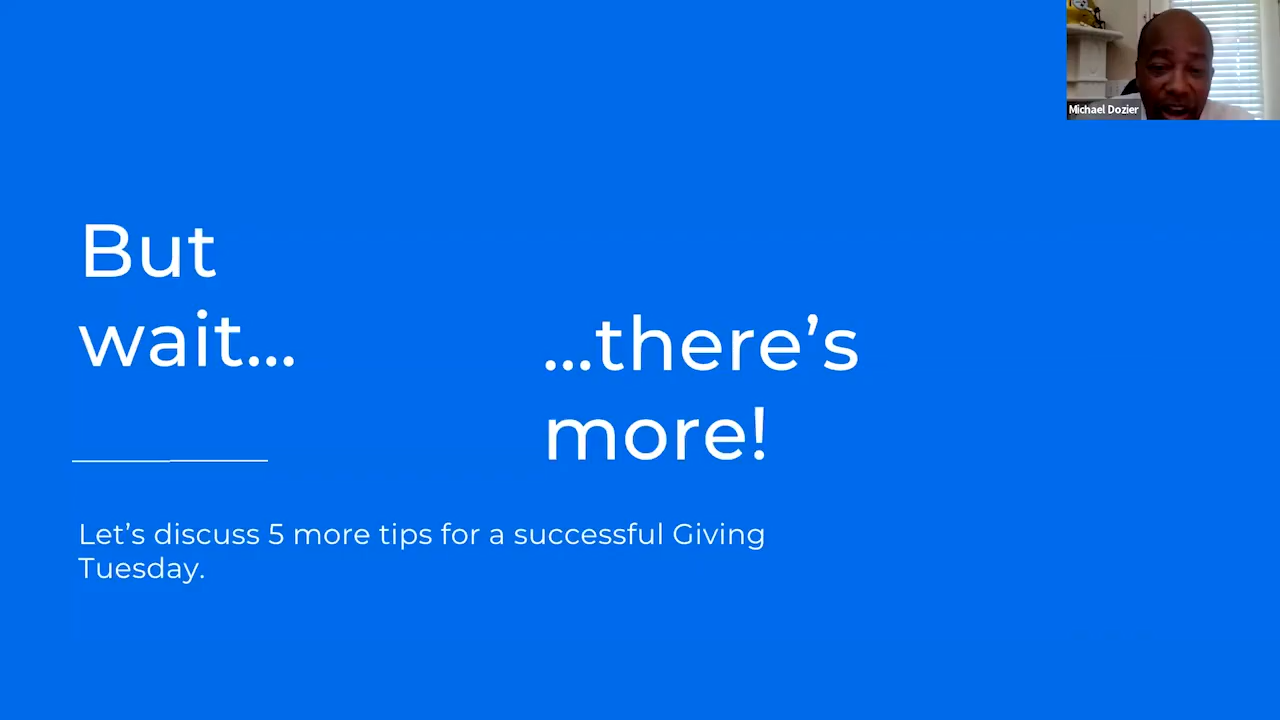 But
wait...
...there’s
more!
Let’s discuss 5 more tips for a successful Giving
Tuesday.
Michael Dozier